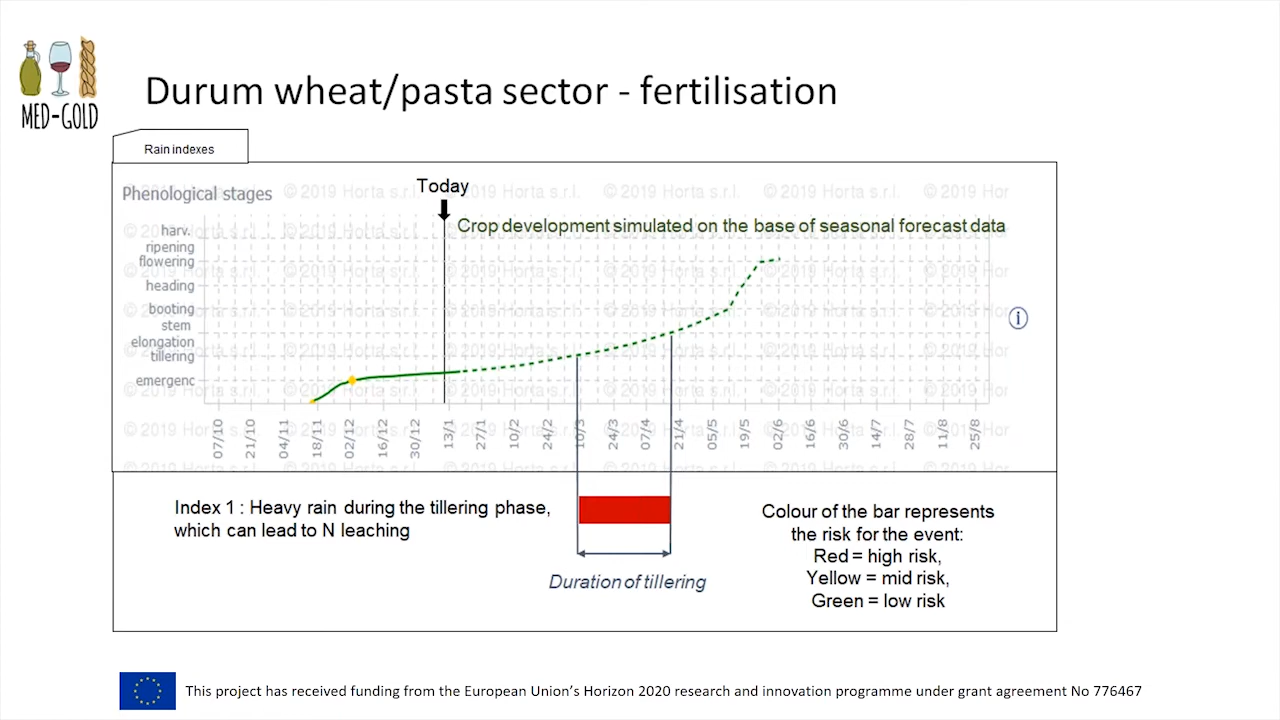 MED-GOLD
Durum wheat/pasta sector - fertilisation
Rain indexes
Phenological stages
Today
Crop development simulated on the base of seasonal forecast data
harv.
ripening
flowering
heading
booting
stem
elongation
tillering
emergenc
© 2019 Horta s.r.l.
i
07/10
21/10
04/11
18/11
02/12
16/12
30/12
13/1
27/1
10/2
24/2
10/3
24/3
07/4
21/4
05/5
19/5
02/6
16/6
30/6
14/7
28/7
11/8
25/8
Index 1 : Heavy rain during the tillering phase,
which can lead to N leaching
Duration of tillering
Colour of the bar represents
the risk for the event:
Red = high risk,
Yellow = mid risk,
Green = low risk
This project has received funding from the European Union's Horizon 2020 research and innovation programme under grant agreement No 776467